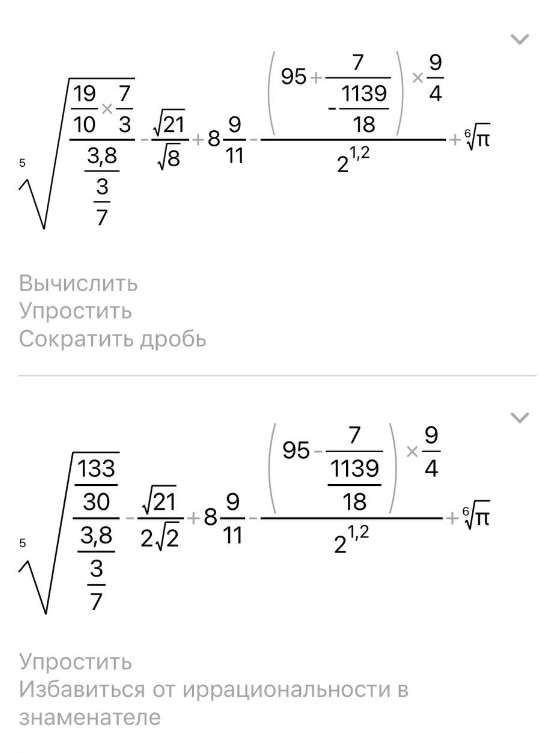 ⁵√((19/10 × 7/3)/(3,8/(3/7))) - √21/√8 + 8 9/11 - ((95 + 7/(-1139/18)) × 9/4)/2^1,2 + ⁶√π
Вычислить
Упростить
Сократить дробь
⁵√((133/30)/(3,8/(3/7))) - √21/(2√2) + 8 9/11 - ((95 - 7/(1139/18)) × 9/4)/2^1,2 + ⁶√π
Упростить
Избавиться от иррациональности в
знаменателе